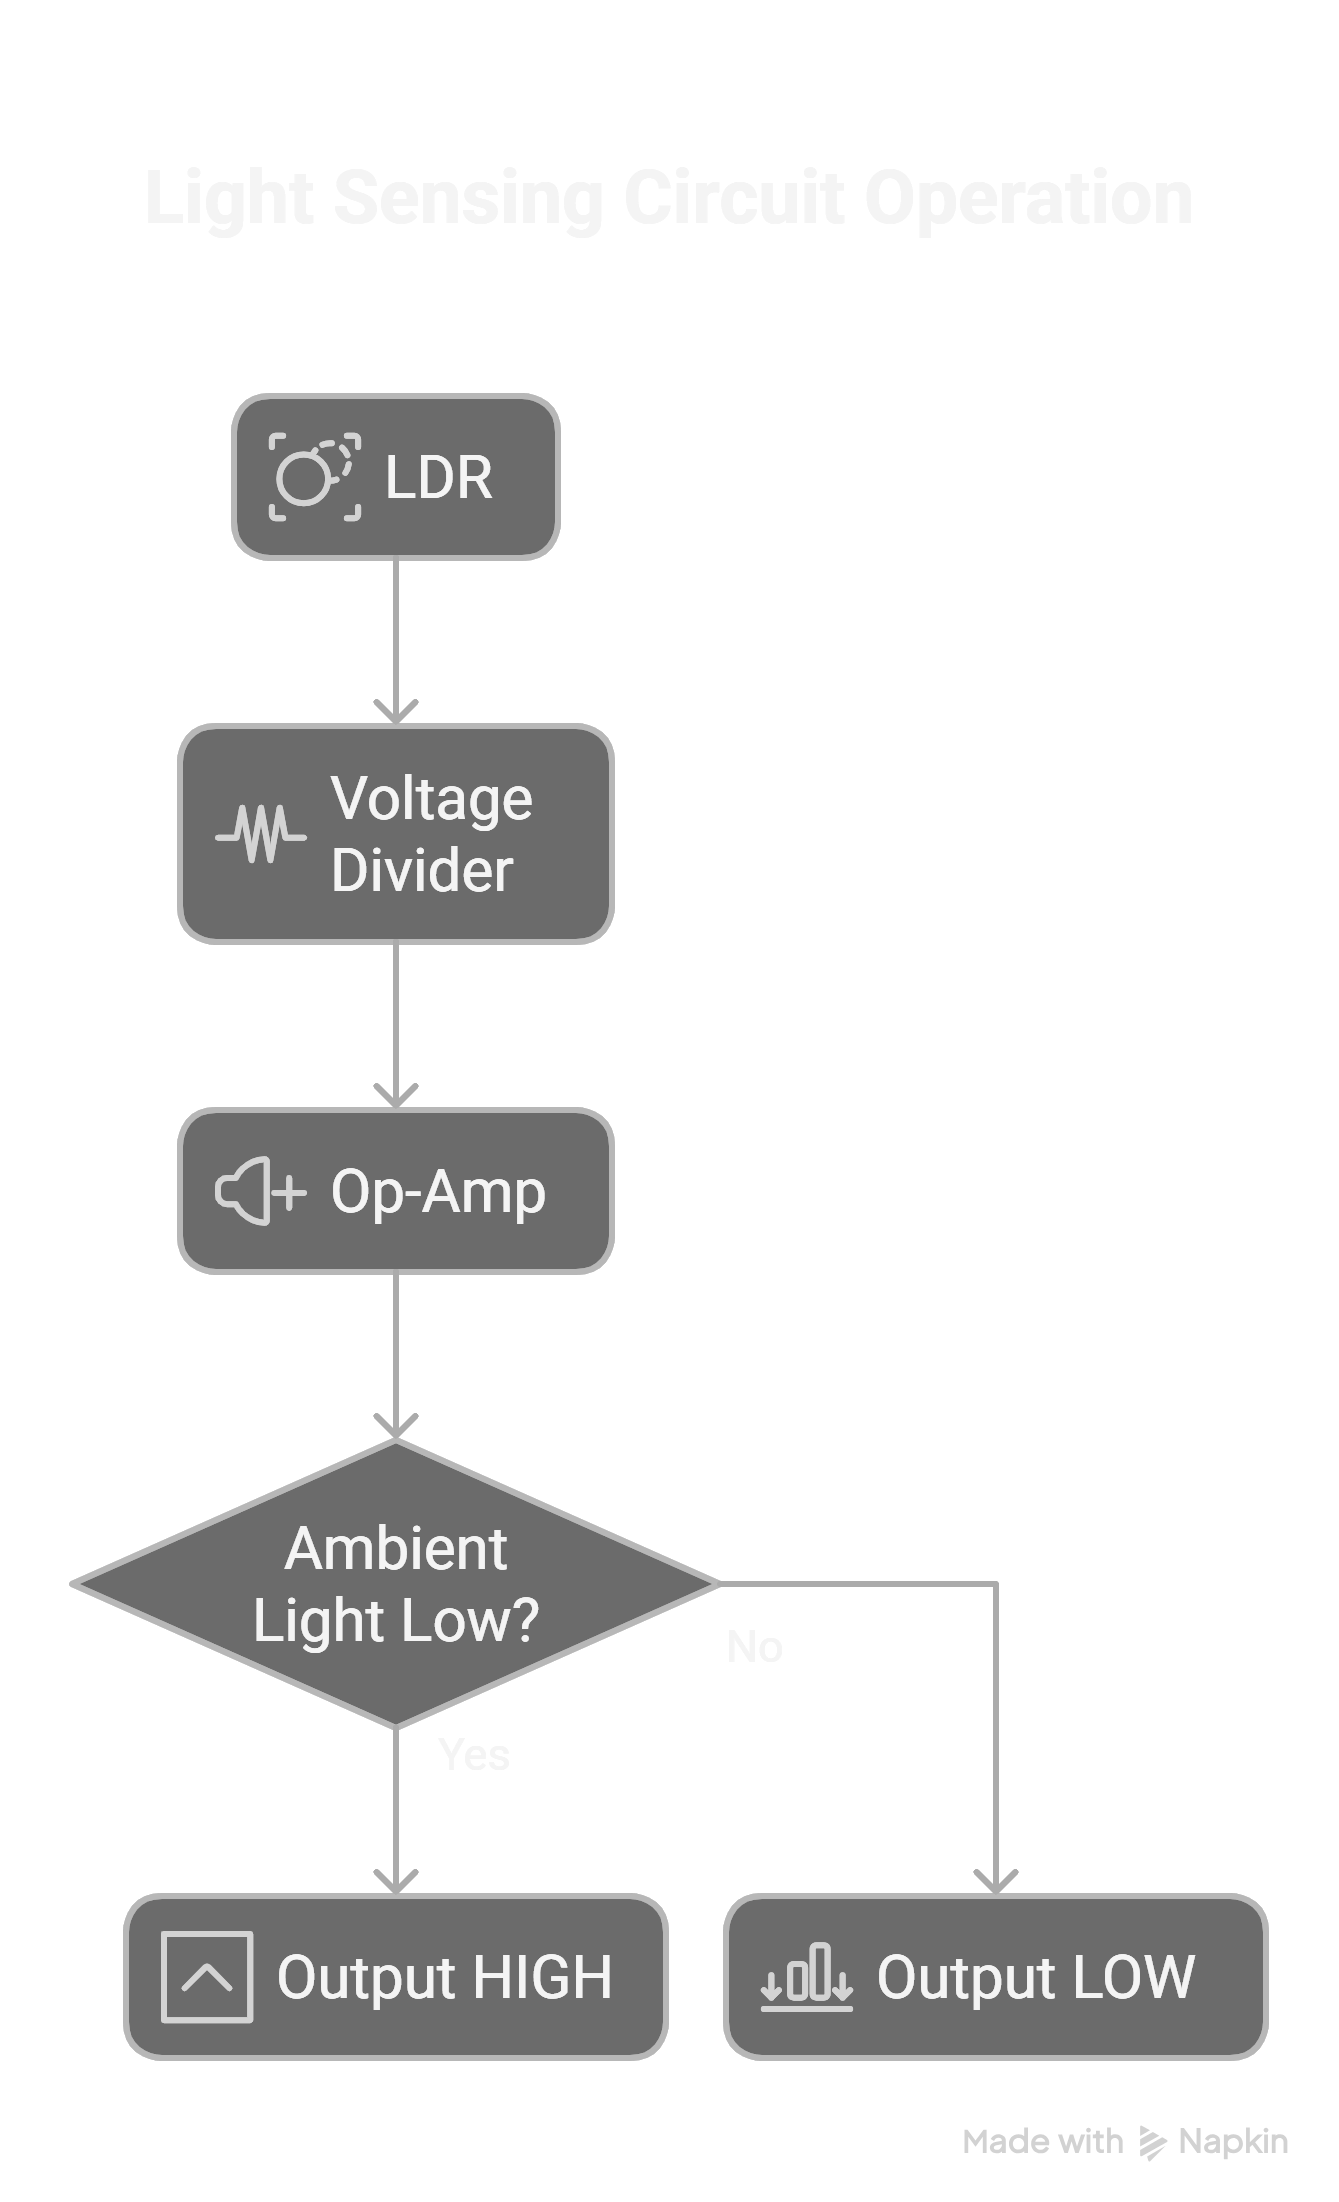 Light Sensing Circuit Operation
LDR
Voltage
Divider
Op-Amp
Ambient
Light Low?
No
Yes
Output HIGH
Output LOW
Made with Napkin